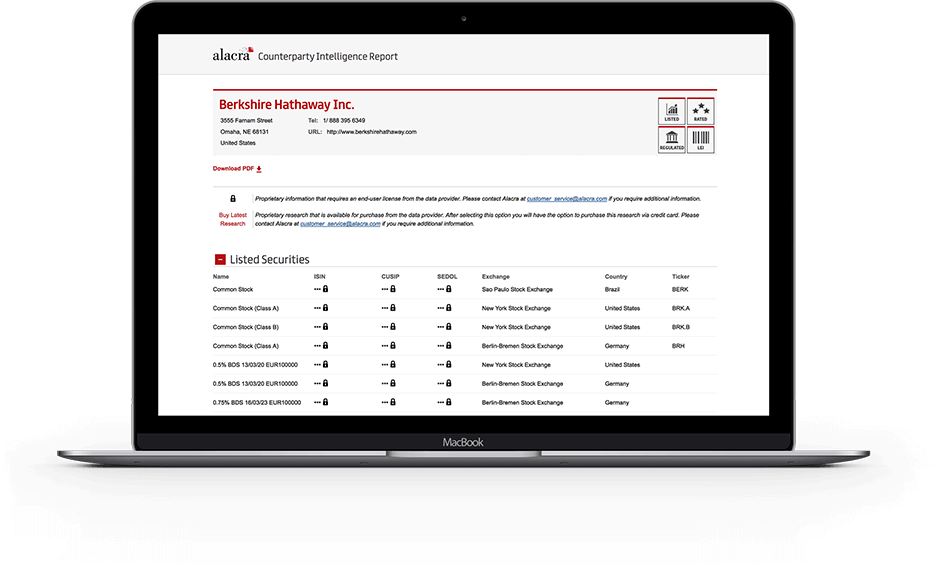 alacra Counterparty Intelligence Report
Berkshire Hathaway Inc.
3555 Farnam Street Tel: 1/ 888 395 6349
Omaha, NE 68131 URL: http://www.berkshirehathaway.com
United States
LISTED RATED
REGULATED LEI
Download PDF
Proprietary information that requires an end-user license from the data provider. Please contact Alacra at customer_service@alacra.com if you require additional information.
Buy Latest Proprietary research that is available for purchase from the data provider. After selecting this option you will have the option to purchase this research via credit card. Please
Research contact Alacra at customer_service@alacra.com if you require additional information.
Listed Securities
Name ISIN CUSIP SEDOL Exchange Country Ticker
Common Stock ••• ••• ••• Sao Paulo Stock Exchange Brazil BERK
Common Stock (Class A) ••• ••• ••• New York Stock Exchange United States BRK.A
Common Stock (Class B) ••• ••• ••• New York Stock Exchange United States BRK.B
Common Stock (Class A) ••• ••• ••• Berlin-Bremen Stock Exchange Germany BRH
0.5% BDS 13/03/20 EUR100000 ••• ••• ••• New York Stock Exchange United States
0.5% BDS 13/03/20 EUR100000 ••• ••• ••• Berlin-Bremen Stock Exchange Germany
0.75% BDS 16/03/23 EUR100000 ••• ••• ••• Berlin-Bremen Stock Exchange Germany
MacBook